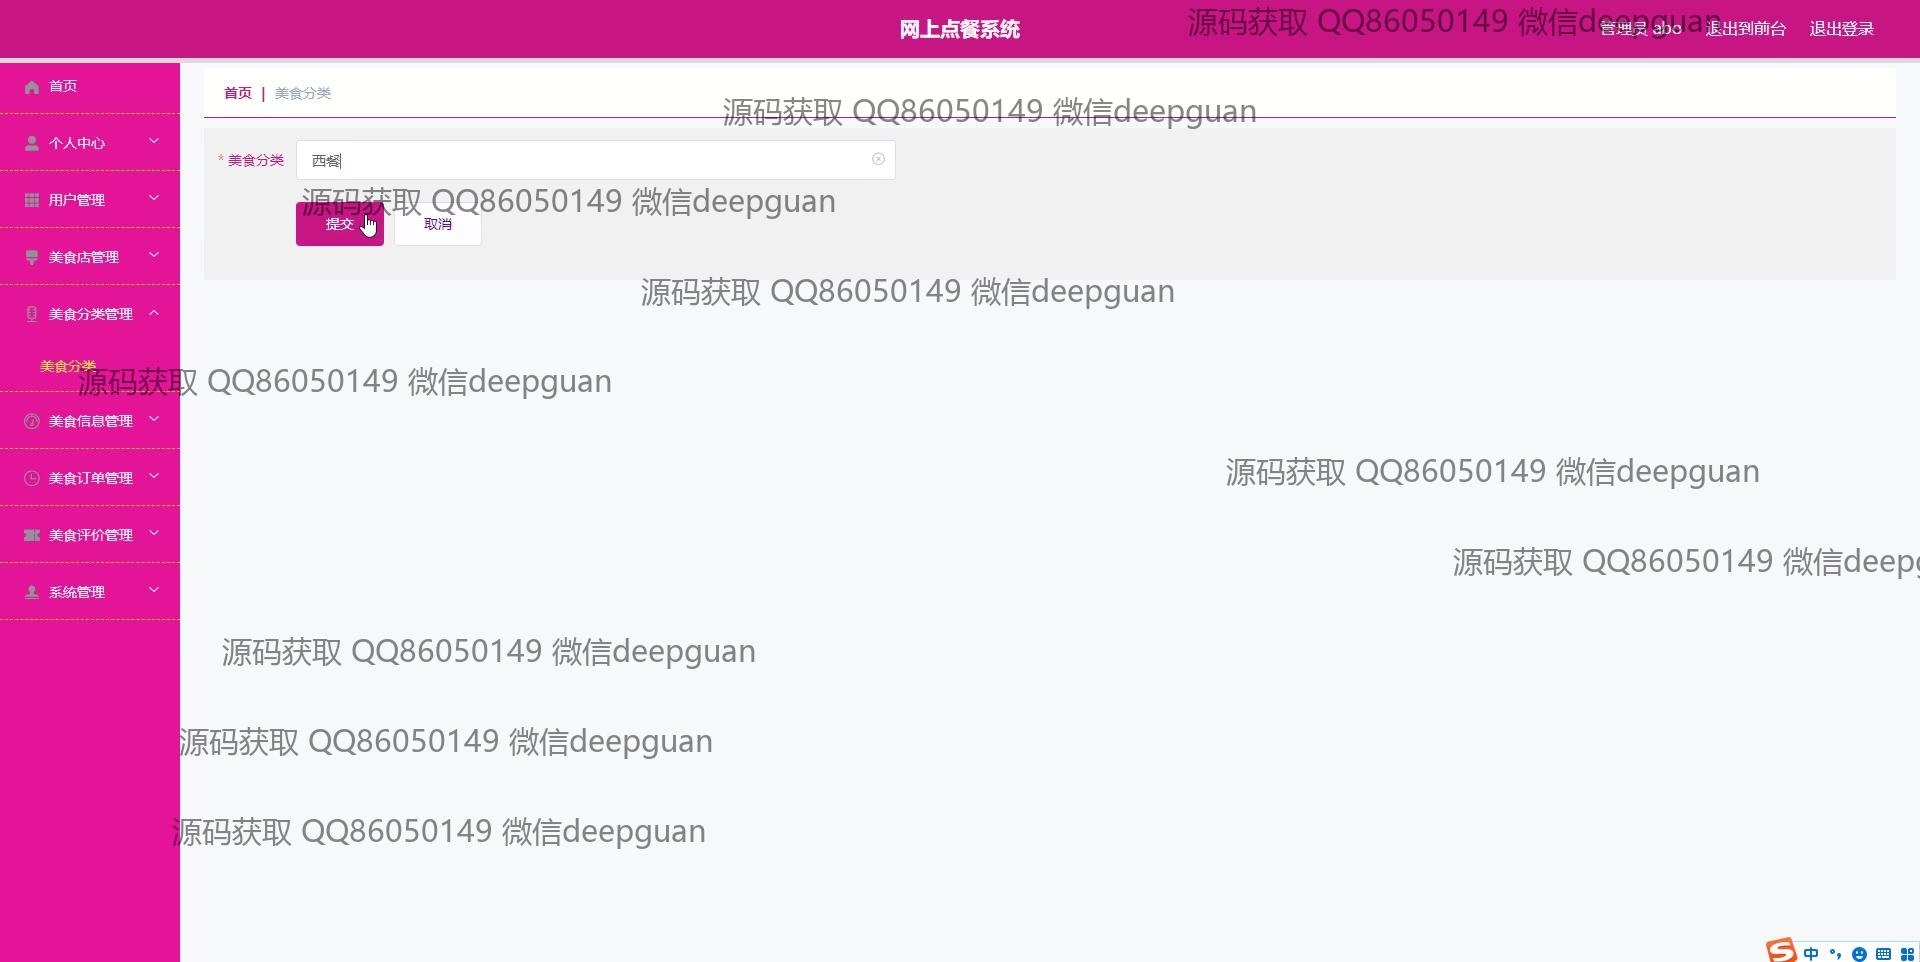 网上点餐系统
源码获取 QQ86050149 微信deepguan
管理员 abo 退出到前台 退出登录
首页
首页 | 美食分类
源码获取 QQ86050149 微信deepguan
个人中心
* 美食分类 西餐
用户管理
源码获取 QQ86050149 微信deepguan
提交 取消
美食店管理
源码获取 QQ86050149 微信deepguan
美食分类管理
美食分类
源码获取 QQ86050149 微信deepguan
美食信息管理
源码获取 QQ86050149 微信deepguan
美食订单管理
美食评价管理
源码获取 QQ86050149 微信deepg
系统管理
源码获取 QQ86050149 微信deepguan
源码获取 QQ86050149 微信deepguan
源码获取 QQ86050149 微信deepguan
中